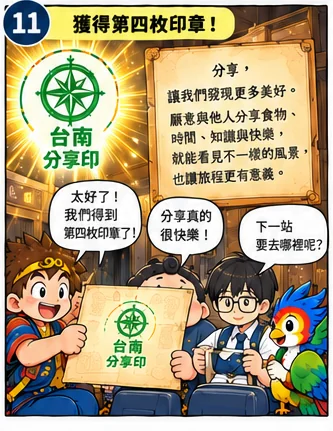 11
獲得第四枚印章！
台南
分享印
分享，
讓我們發現更多美好。
願意與他人分享食物、
時間、知識與快樂，
就能看見不一樣的風景，
也讓旅程更有意義。
太好了！
我們得到
第四枚印章了!
分享真的
很快樂！
下一站
要去哪裡呢?
台南
分享印